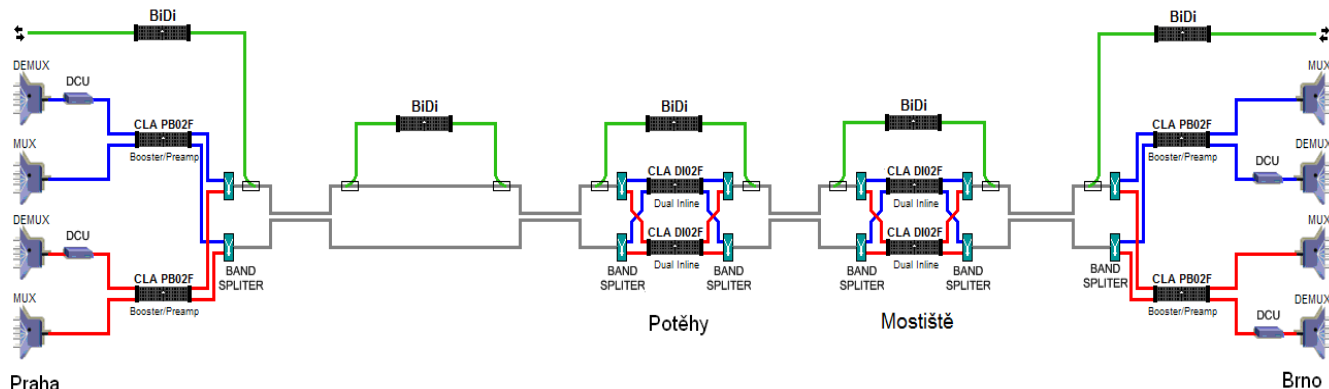 BiDi
BiDi
DEMUX
DCU
MUX
BiDi
BiDi
BiDi
CLA PB02F
Booster/Preamp
CLA PB02F
Booster/Preamp
MUX
CLA DI02F
Dual Inline
CLA DI02F
Dual Inline
DEMUX
DCU
DEMUX
DCU
MUX
CLA DI02F
Dual Inline
CLA DI02F
Dual Inline
CLA PB02F
Booster/Preamp
BAND
SPLITER
BAND
SPLITER
BAND
SPLITER
BAND
SPLITER
BAND
SPLITER
BAND
SPLITER
CLA PB02F
Booster/Preamp
MUX
DCU
DEMUX
Potěhy
Mostiště
Praha
Brno